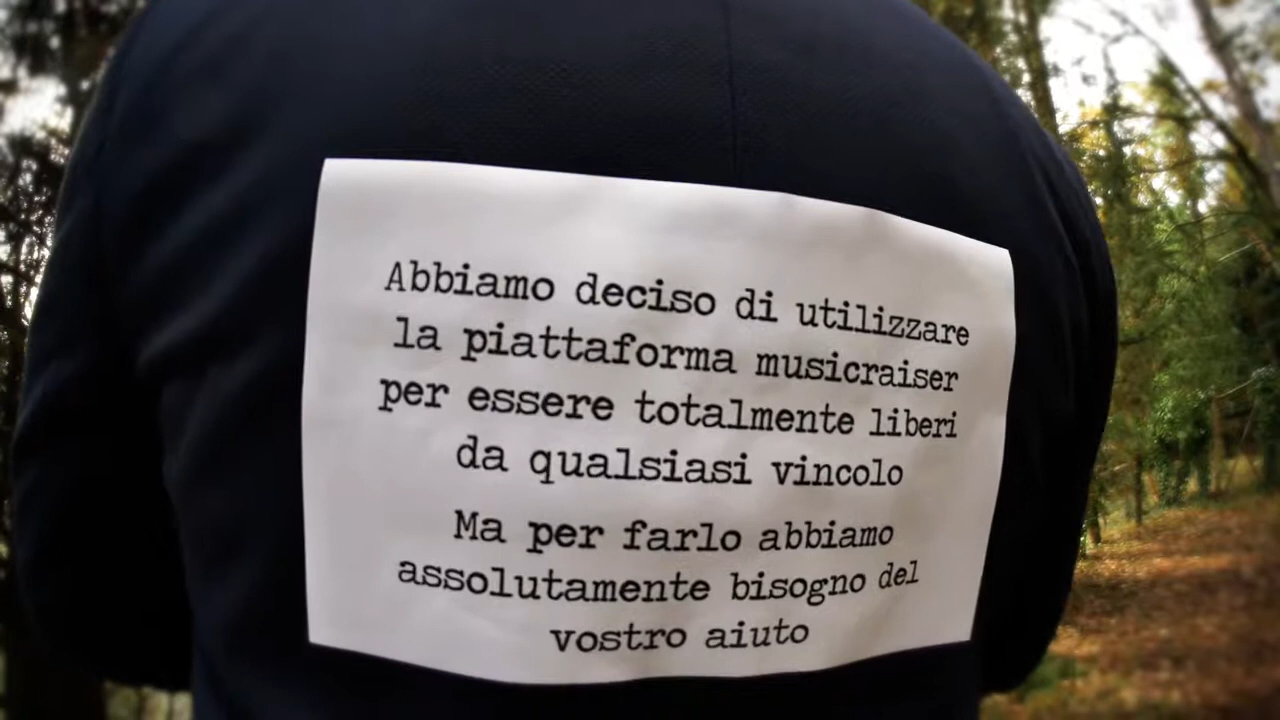 Abbiamo deciso di utilizzare
la piattaforma musicraiser
per essere totalmente liberi
da qualsiasi vincolo
Ma per farlo abbiamo
assolutamente bisogno del
vostro aiuto